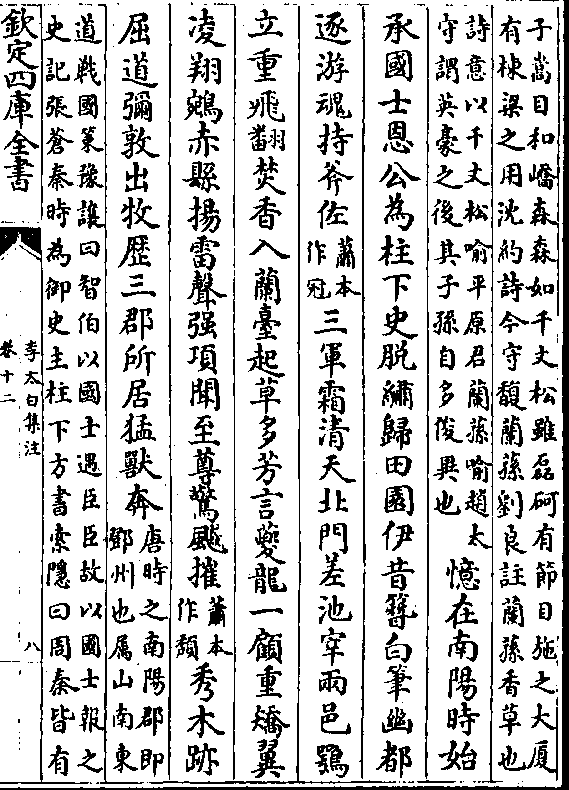 子嵩目和嶠森森如千丈松雖磊砢有節目施之大厦
有棟梁之用沈約詩今守馥蘭蓀劉良註蘭蓀香草也
詩意以千丈松喻平原君蘭蓀喻趙太
守謂英豪之後其子孫自多俊異也
憶在南陽時始
承國士恩公為柱下史脱繡歸田園伊昔簪白筆幽都
逐游魂持斧佐蕭本作冠三軍霜清天北門差池宰兩邑鶚
立重飛翻焚香入蘭臺起草多芳言夔龍一顧重矯翼
凌翔鵷赤縣揚雷聲强項聞至尊驚飈摧蕭本作頹秀木跡
屈道彌敦出牧歴三郡所居猛獸奔
唐時之南陽郡即
鄧州也属山南東
道戰國策豫讓曰智伯以國士遇臣臣故以國士報之
史記張蒼秦時為御史主柱下方書索隠曰周秦皆有
欽定四庫全書
李太白集注
卷十二
八